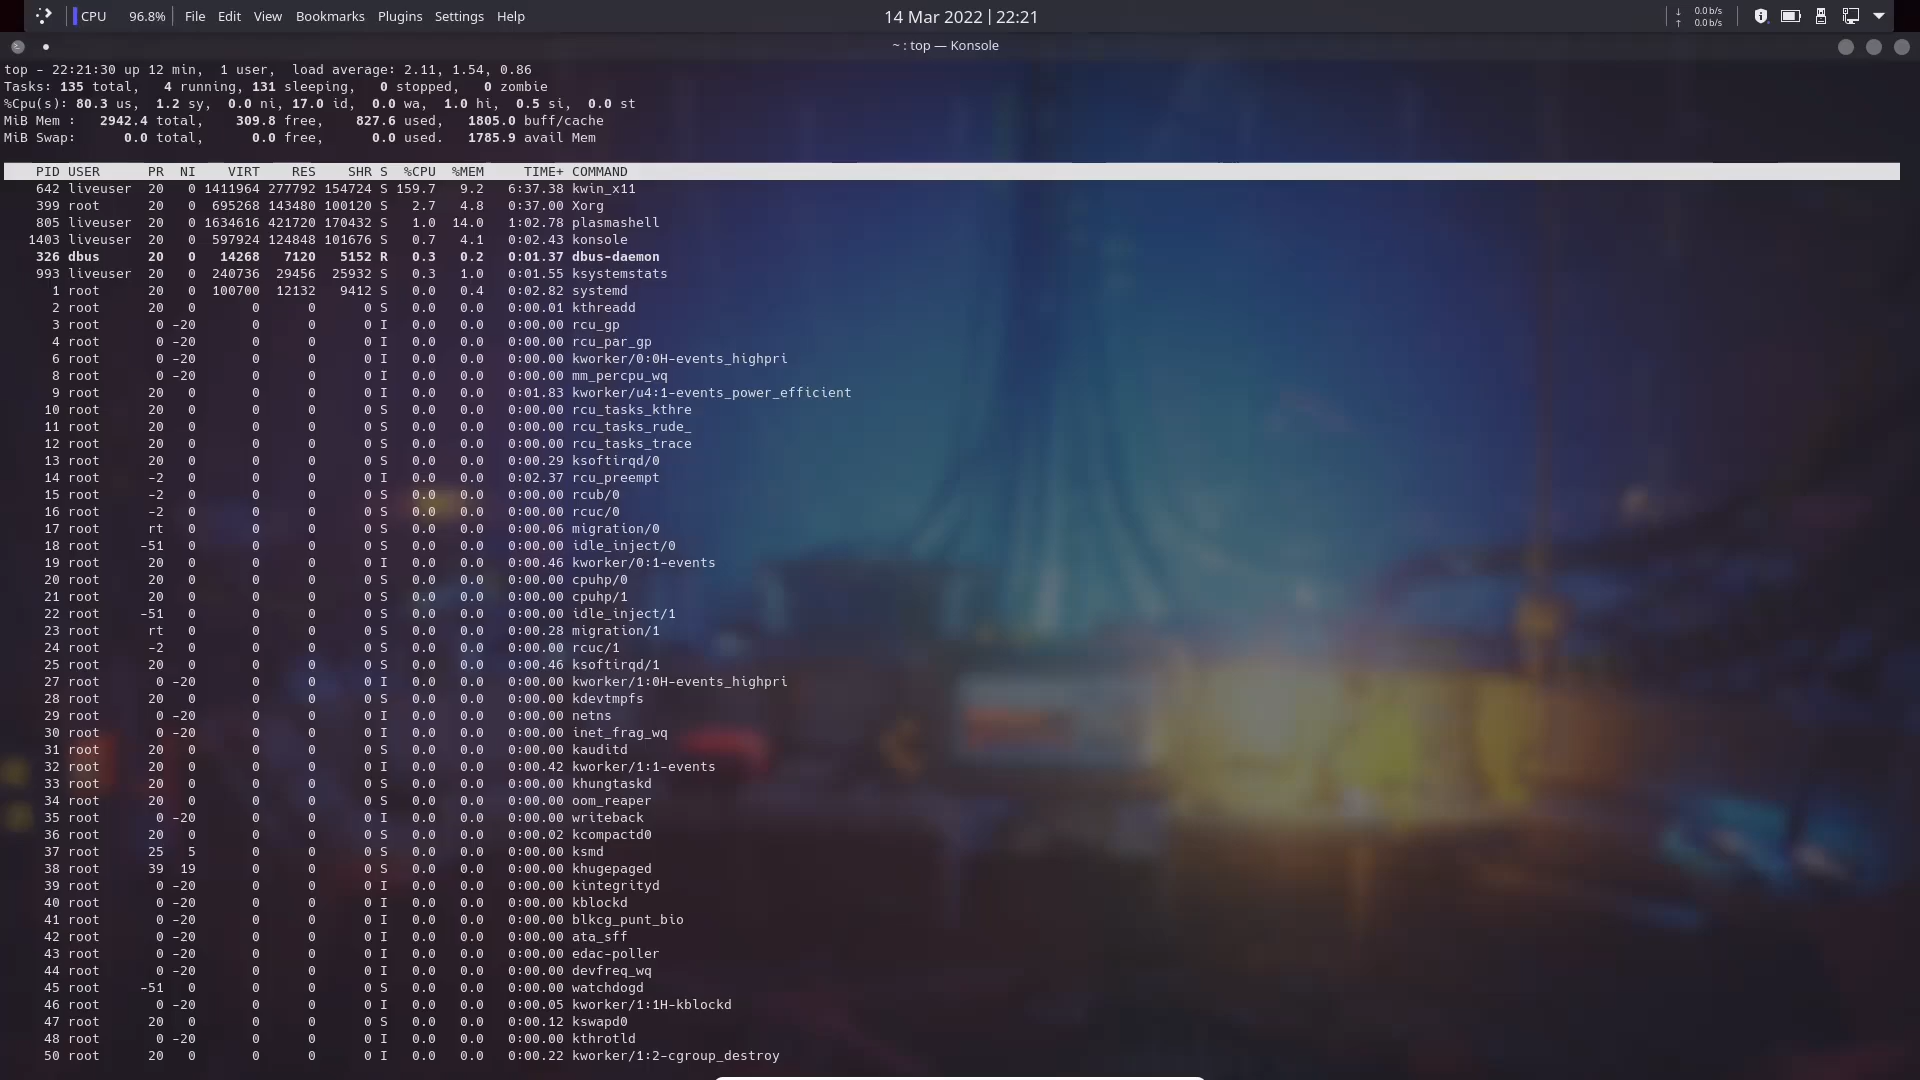 CPU 96.8% File Edit View Bookmarks Plugins Settings Help 14 Mar 2022 | 22:21 ↓ 0.0 b/s
↑ 0.0 b/s
~ : top — Konsole
top - 22:21:30 up 12 min,  1 user,  load average: 2.11, 1.54, 0.86
Tasks: 135 total,   4 running, 131 sleeping,   0 stopped,   0 zombie
%Cpu(s): 80.3 us,  1.2 sy,  0.0 ni, 17.0 id,  0.0 wa,  1.0 hi,  0.5 si,  0.0 st
MiB Mem :   2942.4 total,    309.8 free,    827.6 used,   1805.0 buff/cache
MiB Swap:      0.0 total,      0.0 free,      0.0 used.   1785.9 avail Mem
PID USER PR NI VIRT RES SHR S %CPU %MEM TIME+ COMMAND
642 liveuser 20 0 1411964 277792 154724 S 159.7 9.2 6:37.38 kwin_x11
399 root 20 0 695268 143480 100120 S 2.7 4.8 0:37.00 Xorg
805 liveuser 20 0 1634616 421720 170432 S 1.0 14.0 1:02.78 plasmashell
1403 liveuser 20 0 597924 124848 101676 S 0.7 4.1 0:02.43 konsole
326 dbus 20 0 14268 7120 5152 R 0.3 0.2 0:01.37 dbus-daemon
993 liveuser 20 0 240736 29456 25932 S 0.3 1.0 0:01.55 ksystemstats
1 root 20 0 100700 12132 9412 S 0.0 0.4 0:02.82 systemd
2 root 20 0 0 0 0 S 0.0 0.0 0:00.01 kthreadd
3 root 0 -20 0 0 0 I 0.0 0.0 0:00.00 rcu_gp
4 root 0 -20 0 0 0 I 0.0 0.0 0:00.00 rcu_par_gp
6 root 0 -20 0 0 0 I 0.0 0.0 0:00.00 kworker/0:0H-events_highpri
8 root 0 -20 0 0 0 I 0.0 0.0 0:00.00 mm_percpu_wq
9 root 20 0 0 0 0 I 0.0 0.0 0:01.83 kworker/u4:1-events_power_efficient
10 root 20 0 0 0 0 S 0.0 0.0 0:00.00 rcu_tasks_kthre
11 root 20 0 0 0 0 S 0.0 0.0 0:00.00 rcu_tasks_rude_
12 root 20 0 0 0 0 S 0.0 0.0 0:00.00 rcu_tasks_trace
13 root 20 0 0 0 0 S 0.0 0.0 0:00.29 ksoftirqd/0
14 root -2 0 0 0 0 I 0.0 0.0 0:02.37 rcu_preempt
15 root -2 0 0 0 0 S 0.0 0.0 0:00.00 rcub/0
16 root -2 0 0 0 0 S 0.0 0.0 0:00.00 rcuc/0
17 root rt 0 0 0 0 S 0.0 0.0 0:00.06 migration/0
18 root -51 0 0 0 0 S 0.0 0.0 0:00.00 idle_inject/0
19 root 20 0 0 0 0 I 0.0 0.0 0:00.46 kworker/0:1-events
20 root 20 0 0 0 0 S 0.0 0.0 0:00.00 cpuhp/0
21 root 20 0 0 0 0 S 0.0 0.0 0:00.00 cpuhp/1
22 root -51 0 0 0 0 S 0.0 0.0 0:00.00 idle_inject/1
23 root rt 0 0 0 0 S 0.0 0.0 0:00.28 migration/1
24 root -2 0 0 0 0 S 0.0 0.0 0:00.00 rcuc/1
25 root 20 0 0 0 0 S 0.0 0.0 0:00.46 ksoftirqd/1
27 root 0 -20 0 0 0 I 0.0 0.0 0:00.00 kworker/1:0H-events_highpri
28 root 20 0 0 0 0 S 0.0 0.0 0:00.00 kdevtmpfs
29 root 0 -20 0 0 0 I 0.0 0.0 0:00.00 netns
30 root 0 -20 0 0 0 I 0.0 0.0 0:00.00 inet_frag_wq
31 root 20 0 0 0 0 S 0.0 0.0 0:00.00 kauditd
32 root 20 0 0 0 0 I 0.0 0.0 0:00.42 kworker/1:1-events
33 root 20 0 0 0 0 S 0.0 0.0 0:00.00 khungtaskd
34 root 20 0 0 0 0 S 0.0 0.0 0:00.00 oom_reaper
35 root 0 -20 0 0 0 I 0.0 0.0 0:00.00 writeback
36 root 20 0 0 0 0 S 0.0 0.0 0:00.02 kcompactd0
37 root 25 5 0 0 0 S 0.0 0.0 0:00.00 ksmd
38 root 39 19 0 0 0 S 0.0 0.0 0:00.00 khugepaged
39 root 0 -20 0 0 0 I 0.0 0.0 0:00.00 kintegrityd
40 root 0 -20 0 0 0 I 0.0 0.0 0:00.00 kblockd
41 root 0 -20 0 0 0 I 0.0 0.0 0:00.00 blkcg_punt_bio
42 root 0 -20 0 0 0 I 0.0 0.0 0:00.00 ata_sff
43 root 0 -20 0 0 0 I 0.0 0.0 0:00.00 edac-poller
44 root 0 -20 0 0 0 I 0.0 0.0 0:00.00 devfreq_wq
45 root -51 0 0 0 0 S 0.0 0.0 0:00.00 watchdogd
46 root 0 -20 0 0 0 I 0.0 0.0 0:00.05 kworker/1:1H-kblockd
47 root 20 0 0 0 0 S 0.0 0.0 0:00.12 kswapd0
48 root 0 -20 0 0 0 I 0.0 0.0 0:00.00 kthrotld
50 root 20 0 0 0 0 I 0.0 0.0 0:00.22 kworker/1:2-cgroup_destroy